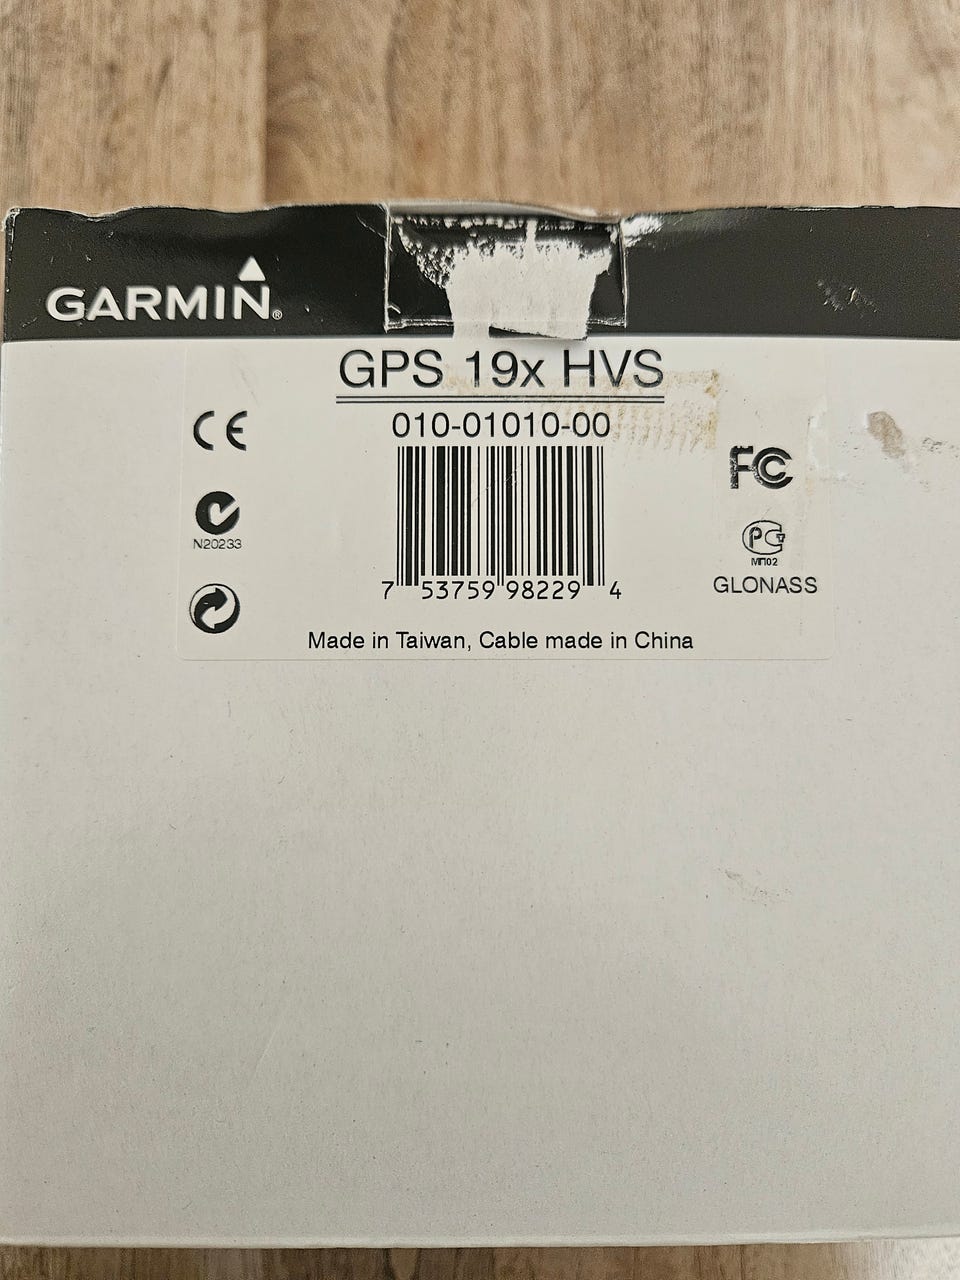 GARMIN®
GPS 19x HVS
010-01010-00
CE
FC
N20233
РСТ
МП02
GLONASS
7 53759 98229 4
Made in Taiwan, Cable made in China